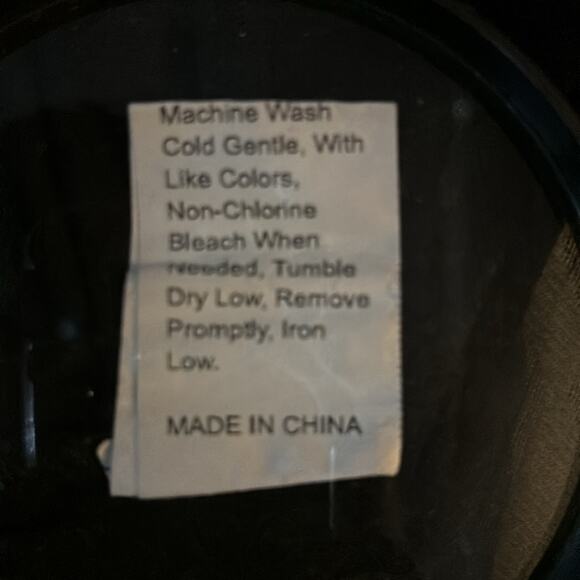 Machine Wash
Cold Gentle, With
Like Colors,
Non-Chlorine
Bleach When
Needed, Tumble
Dry Low, Remove
Promptly, Iron
Low.
MADE IN CHINA